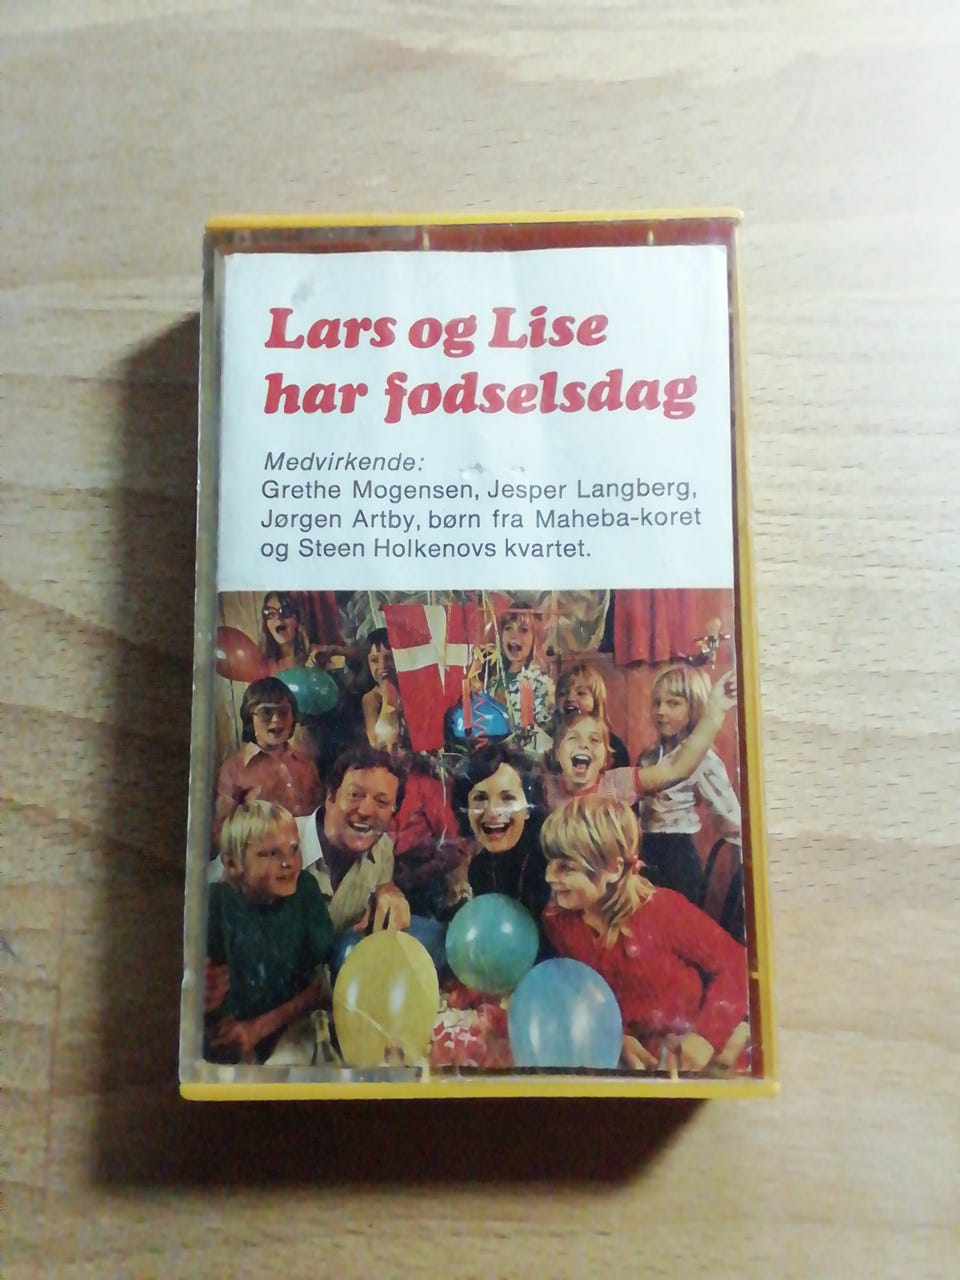 Lars og Lise
har fødselsdag
Medvirkende:
Grethe Mogensen, Jesper Langberg,
Jørgen Artby, børn fra Maheba-koret
og Steen Holkenovs kvartet.